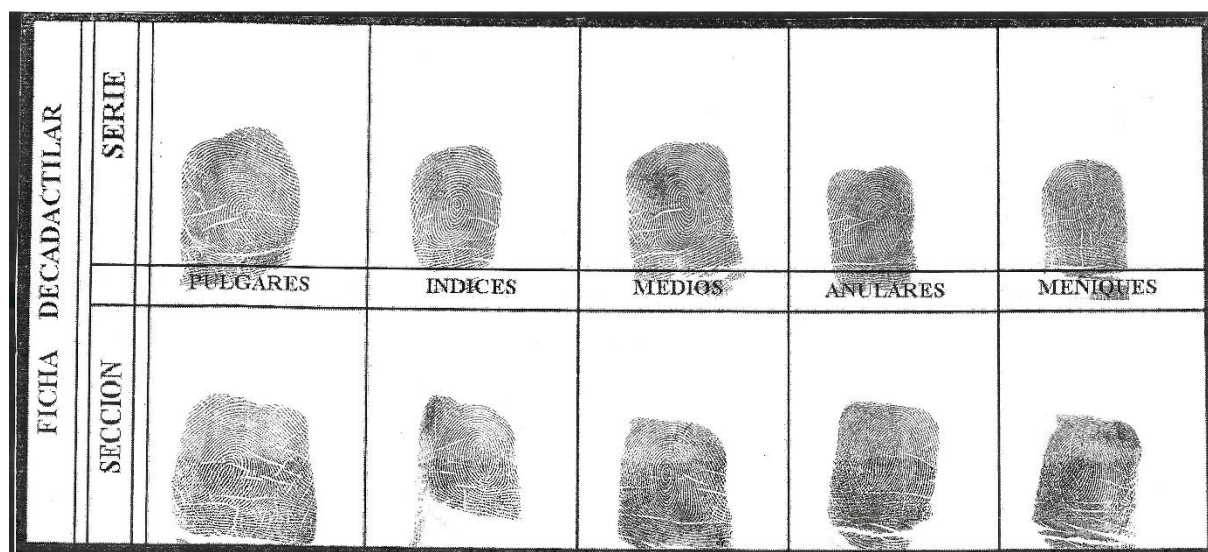 FICHA DECADACTILAR
SERIE
PULGARES INDICES MEDIOS ANULARES MEÑIQUES
SECCION